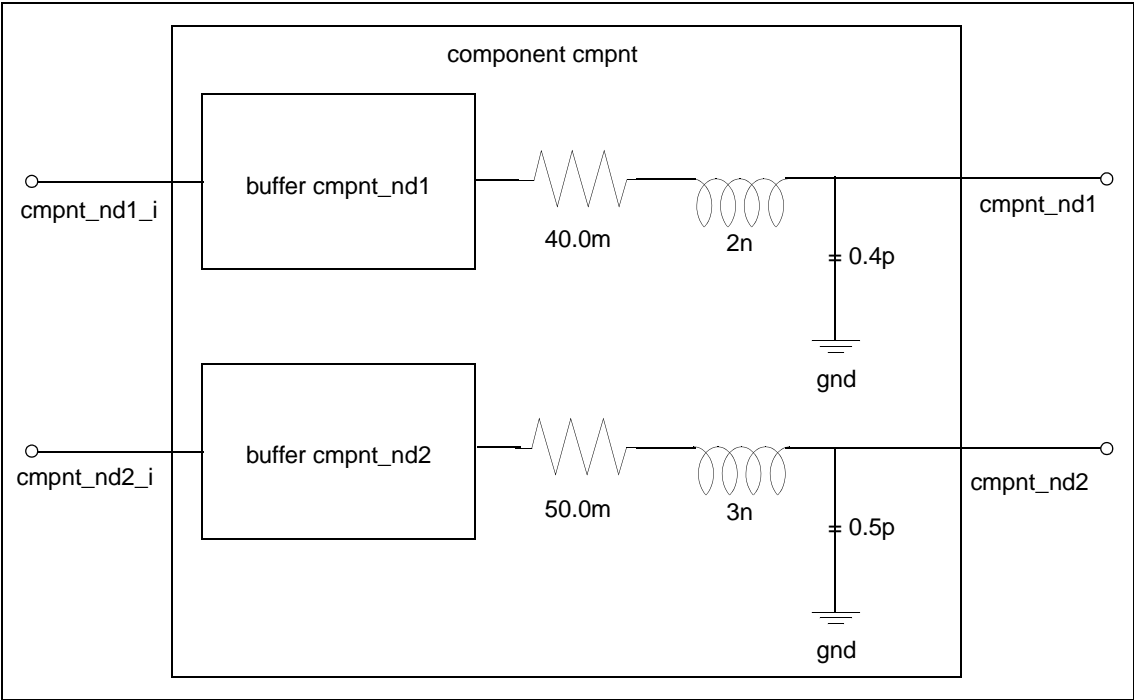 component cmpnt
buffer cmpnt_nd1
cmpnt_nd1_i
cmpnt_nd1
40.0m
2n
0.4p
gnd
buffer cmpnt_nd2
cmpnt_nd2_i
cmpnt_nd2
50.0m
3n
0.5p
gnd